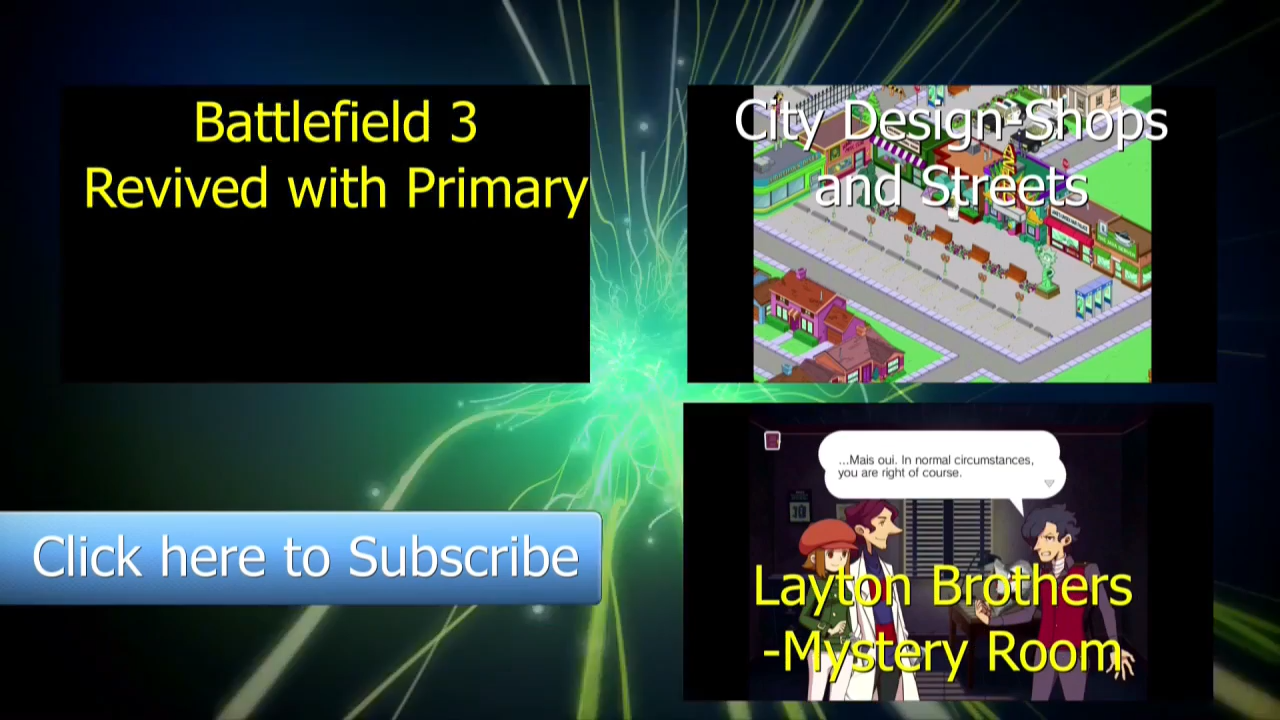 Battlefield 3
Revived with Primary
City Design-Shops
and Streets
...Mais oui. In normal circumstances,
you are right of course.
Click here to Subscribe
Layton Brothers
-Mystery Room